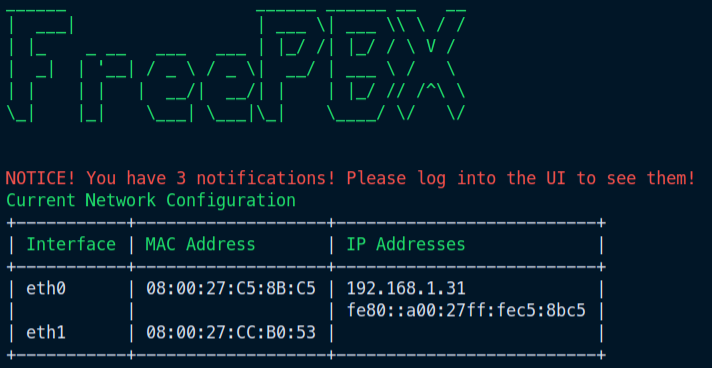 FreePBX
NOTICE! You have 3 notifications! Please log into the UI to see them!
Current Network Configuration
Interface MAC Address IP Addresses
eth0 08:00:27:C5:8B:C5 192.168.1.31
fe80::a00:27ff:fec5:8bc5
eth1 08:00:27:CC:B0:53